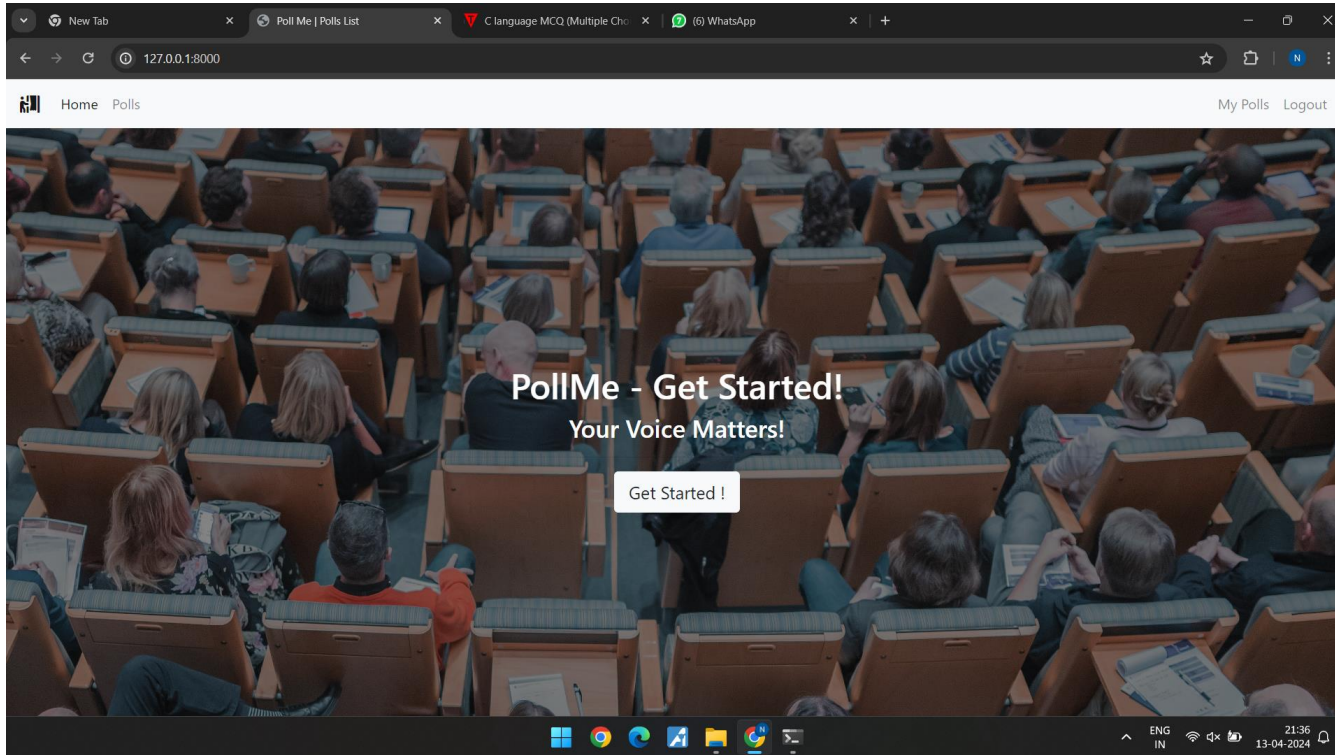 New Tab
Poll Me | Polls List
C language MCQ (Multiple Cho
(6) WhatsApp
127.0.0.1:8000
N
Home Polls
My Polls Logout
PollMe - Get Started!
Your Voice Matters!
Get Started !
ENG
IN
21:36
13-04-2024